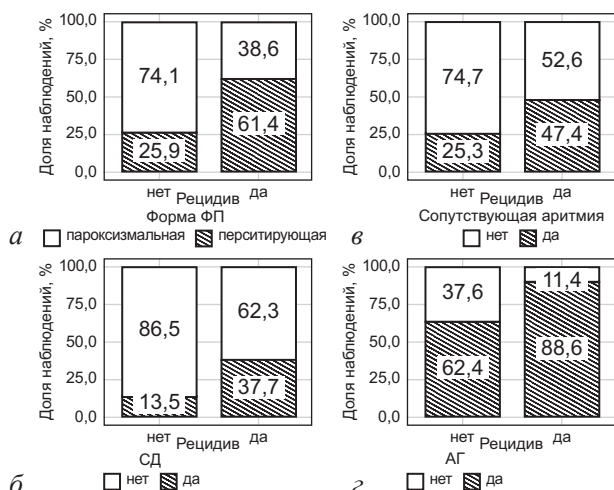 Доля наблюдений, %
100,0
75,0
50,0
25,0
0,0
74,1
25,9
38,6
61,4
нет Рецидив да
Форма ФП
а пароксизмальная перситирующая
Доля наблюдений, %
100,0
75,0
50,0
25,0
0,0
74,7
25,3
52,6
47,4
нет Рецидив да
Сопутствующая аритмия
в нет да
Доля наблюдений, %
100,0
75,0
50,0
25,0
0,0
86,5
13,5
62,3
37,7
нет Рецидив да
СД
б нет да
Доля наблюдений, %
100,0
75,0
50,0
25,0
0,0
37,6
62,4
11,4
88,6
нет Рецидив да
АГ
г нет да